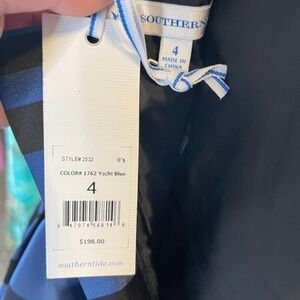 SOUTHERN
4
MADE IN
CHINA
STYLE# 2532
COLOR# 1762 Yacht Blue
4
$198.00
southerntide.com